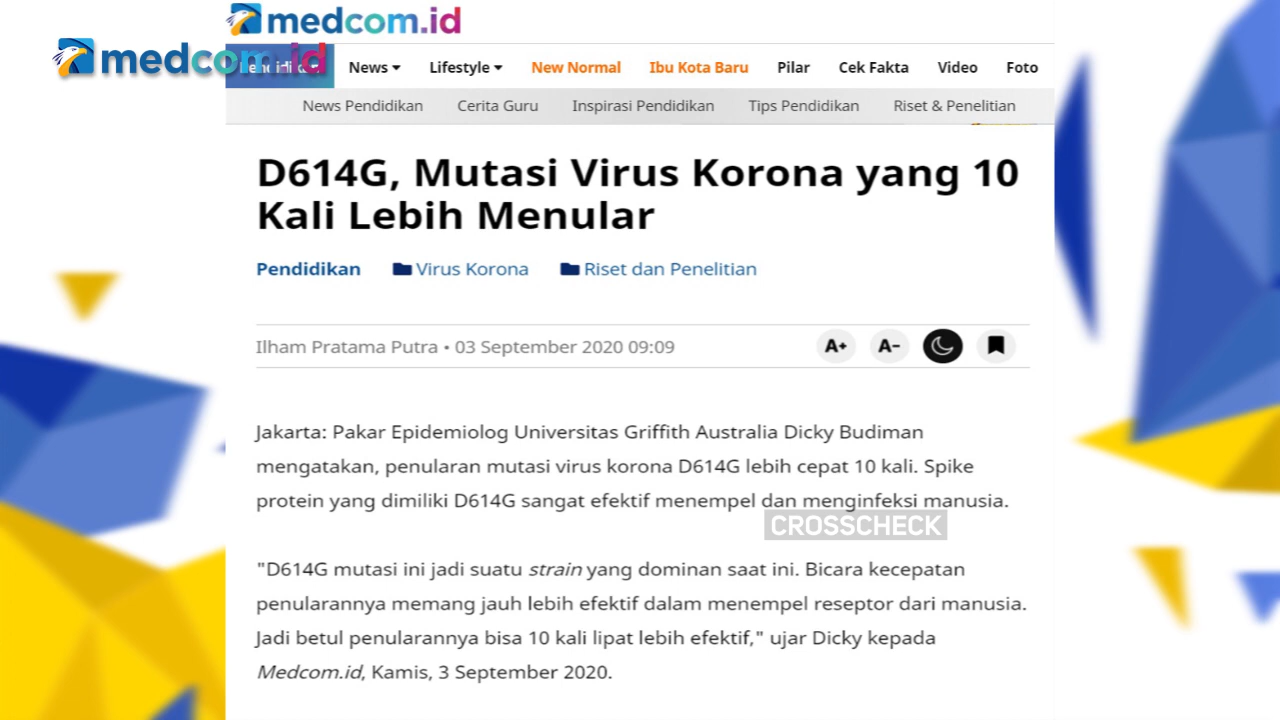 medcom.id
medcom.id
Pendidikan News Lifestyle New Normal Ibu Kota Baru Pilar Cek Fakta Video Foto
News Pendidikan Cerita Guru Inspirasi Pendidikan Tips Pendidikan Riset & Penelitian
D614G, Mutasi Virus Korona yang 10
Kali Lebih Menular
Pendidikan Virus Korona Riset dan Penelitian
Ilham Pratama Putra • 03 September 2020 09:09 A+ A-
Jakarta: Pakar Epidemiolog Universitas Griffith Australia Dicky Budiman
mengatakan, penularan mutasi virus korona D614G lebih cepat 10 kali. Spike
protein yang dimiliki D614G sangat efektif menempel dan menginfeksi manusia.
CROSSCHECK
"D614G mutasi ini jadi suatu strain yang dominan saat ini. Bicara kecepatan
penularannya memang jauh lebih efektif dalam menempel reseptor dari manusia.
Jadi betul penularannya bisa 10 kali lipat lebih efektif," ujar Dicky kepada
Medcom.id, Kamis, 3 September 2020.